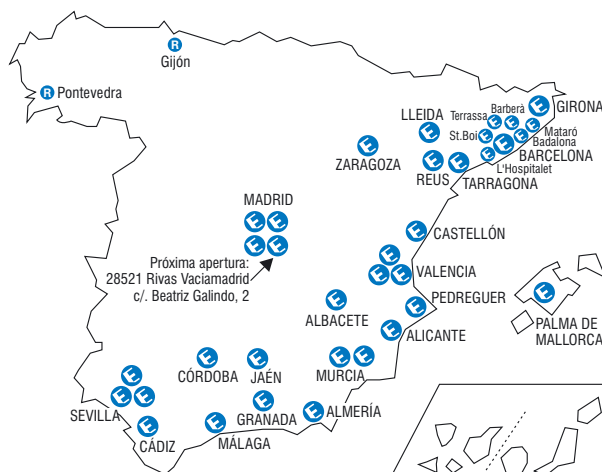 R
Gijón
R Pontevedra
GIRONA
Barberà
Terrassa
LLEIDA
Mataró
St.Boi
Badalona
BARCELONA
L'Hospitalet
ZARAGOZA
REUS
TARRAGONA
MADRID
CASTELLÓN
Próxima apertura:
28521 Rivas Vaciamadrid
c/. Beatriz Galindo, 2
VALENCIA
PEDREGUER
ALBACETE
PALMA DE
MALLORCA
ALICANTE
CÓRDOBA
JAÉN
MURCIA
SEVILLA
GRANADA
ALMERÍA
CÁDIZ
MÁLAGA